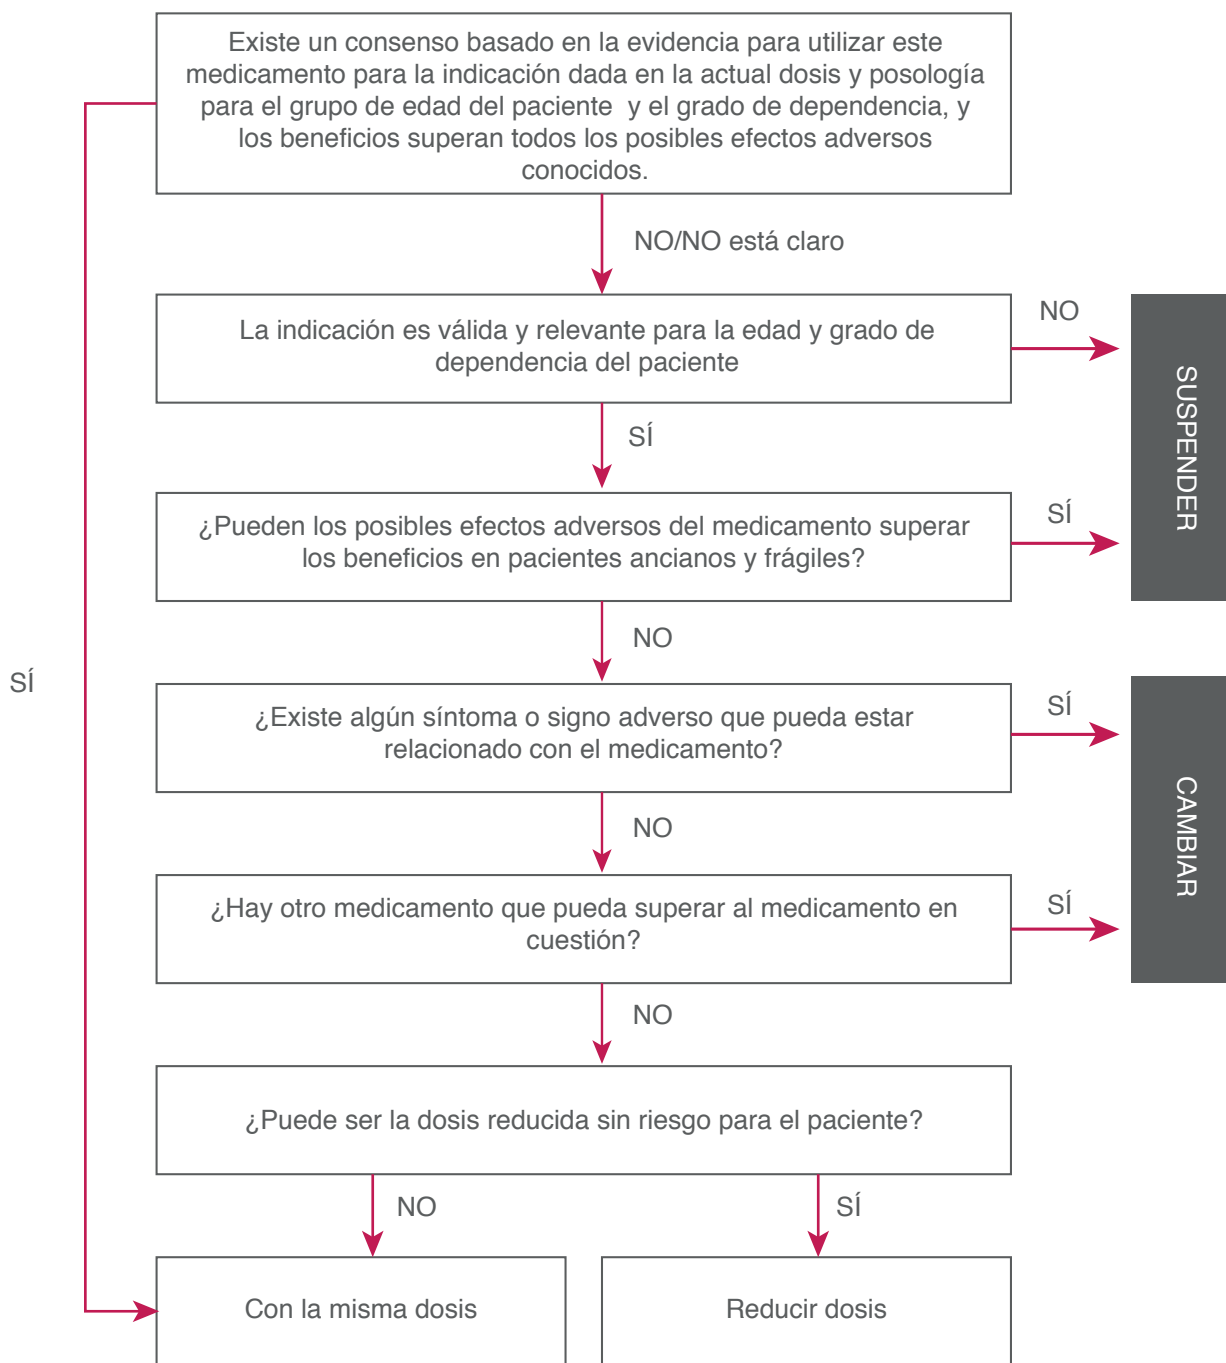 Existe un consenso basado en la evidencia para utilizar este
medicamento para la indicación dada en la actual dosis y posología
para el grupo de edad del paciente y el grado de dependencia, y
los beneficios superan todos los posibles efectos adversos
conocidos.
NO/NO está claro
La indicación es válida y relevante para la edad y grado de
dependencia del paciente
NO
SUSPENDER
SÍ
¿Pueden los posibles efectos adversos del medicamento superar
los beneficios en pacientes ancianos y frágiles?
SÍ
NO
SÍ
¿Existe algún síntoma o signo adverso que pueda estar
relacionado con el medicamento?
SÍ
CAMBIAR
NO
¿Hay otro medicamento que pueda superar al medicamento en
cuestión?
SÍ
NO
¿Puede ser la dosis reducida sin riesgo para el paciente?
NO
SÍ
Con la misma dosis
Reducir dosis